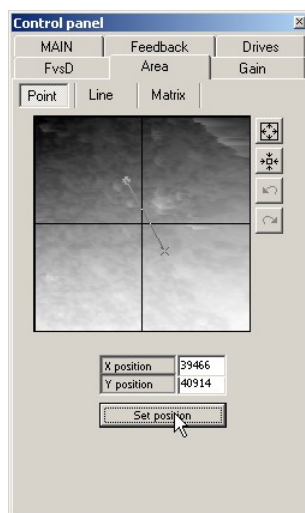 Control panel
MAIN Feedback Drives
FvsD Area Gain
Point Line Matrix
X position 39466
Y position 40914
Set position